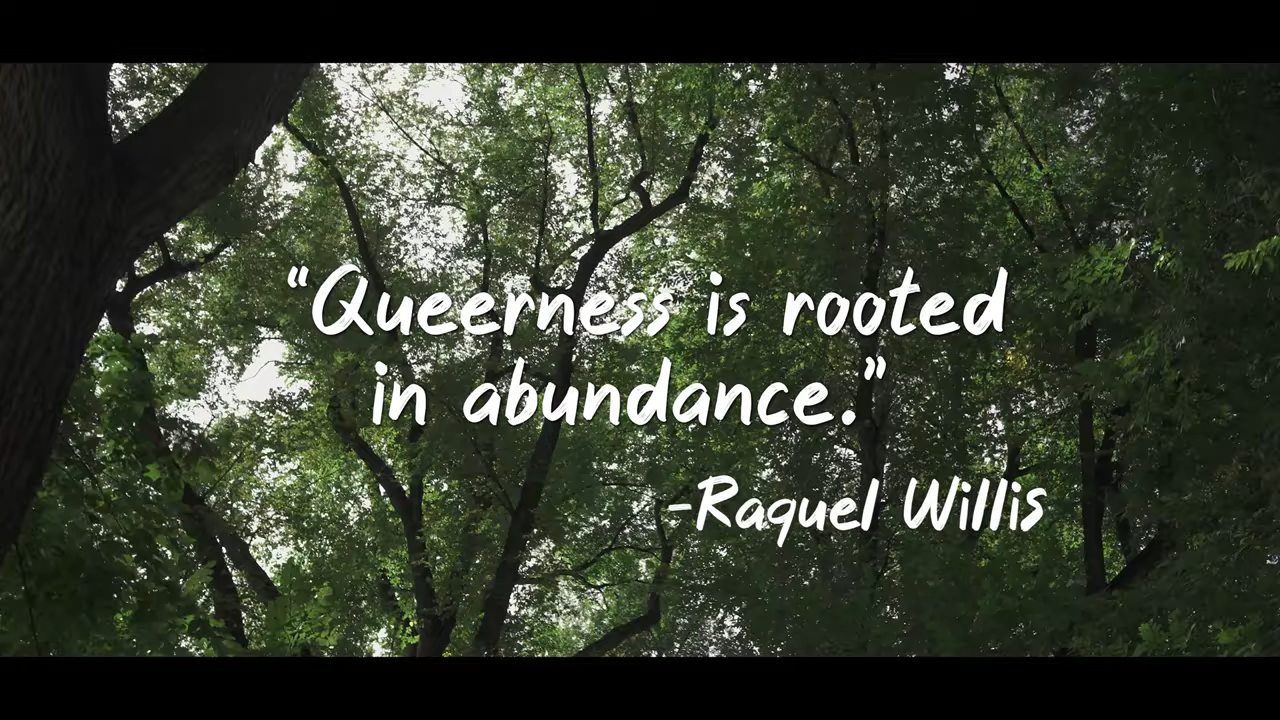 “Queerness is rooted
in abundance.”
-Raquel Willis